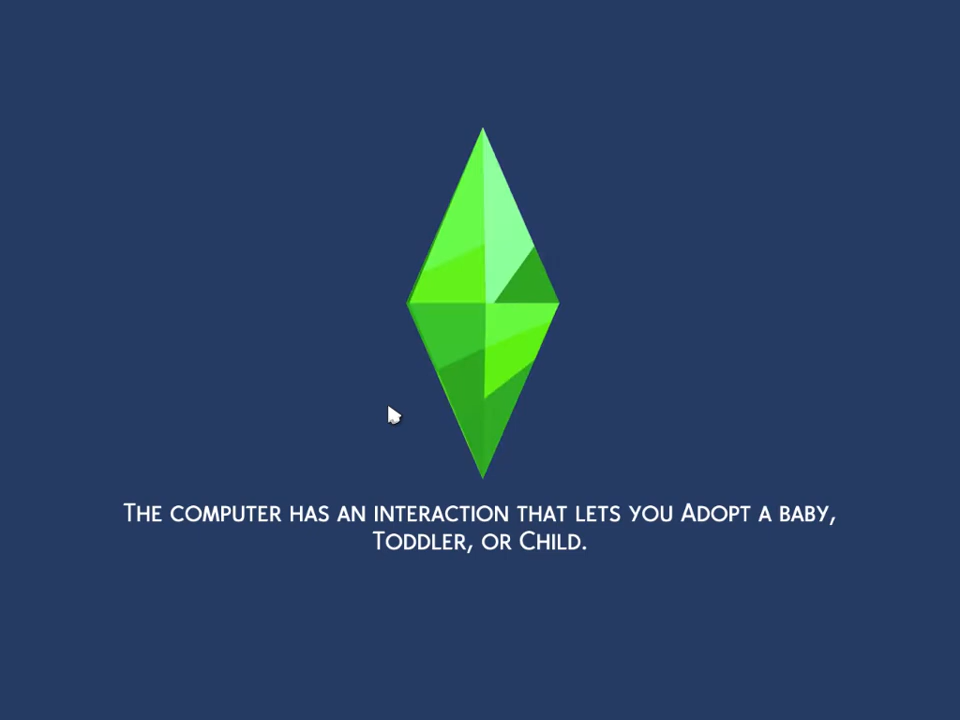 The computer has an interaction that lets you Adopt a baby,
Toddler, or Child.